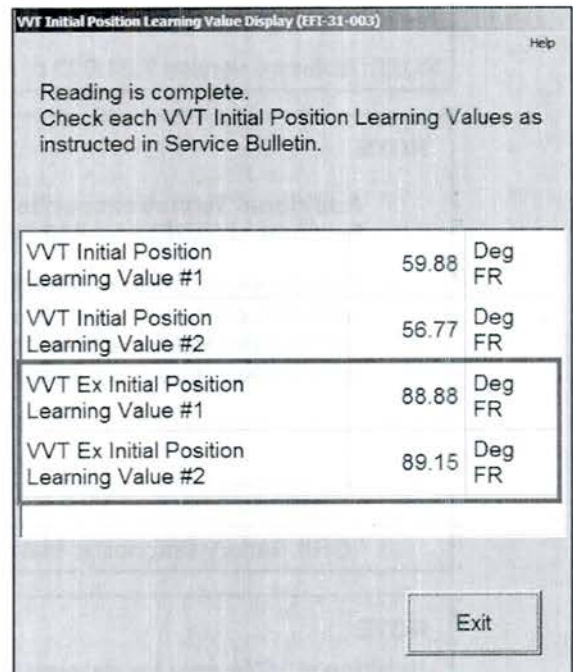 VVT Initial Position Learning Value Display (EFI-31-003)
Help
Reading is complete.
Check each VVT Initial Position Learning Values as
instructed in Service Bulletin.
VVT Initial Position
Learning Value #1
59.88
Deg
FR
VVT Initial Position
Learning Value #2
56.77
Deg
FR
VVT Ex Initial Position
Learning Value #1
88.88
Deg
FR
VVT Ex Initial Position
Learning Value #2
89.15
Deg
FR
Exit